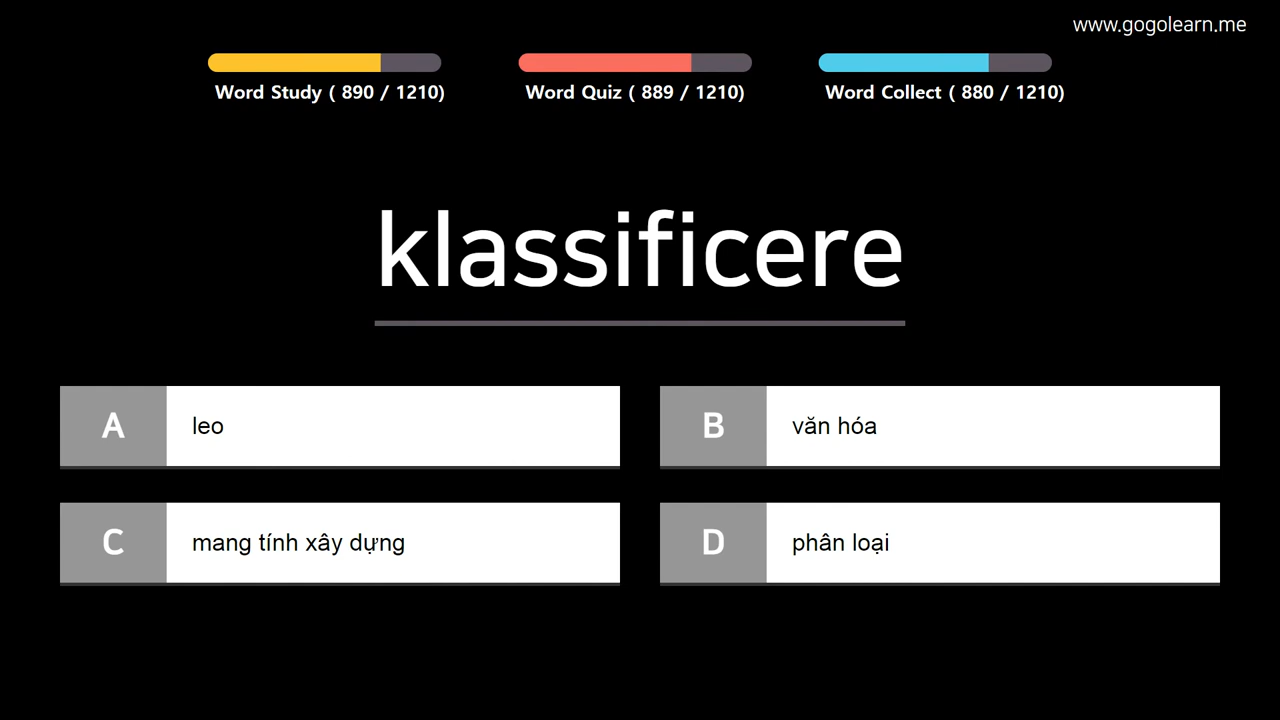 www.gogolearn.me
Word Study ( 890 / 1210)
Word Quiz ( 889 / 1210)
Word Collect ( 880 / 1210)
klassificere
A leo
B văn hóa
C mang tính xây dựng
D phân loại